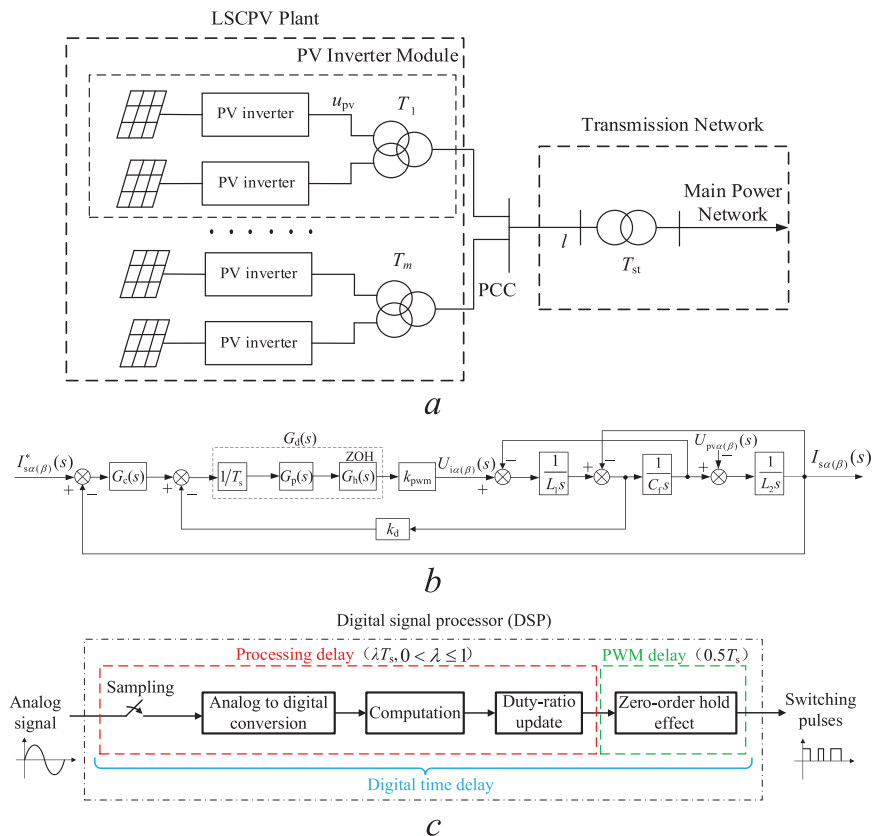 LSCPV Plant
PV Inverter Module
PV inverter
u_pv
T_1
PV inverter
· · · · · ·
PV inverter
T_m
PV inverter
PCC
Transmission Network
Main Power
Network
l
T_st
a
G_d(s)
I*_sα(β)(s)
+
−
G_c(s)
+
−
1/T_s
G_p(s)
ZOH
G_h(s)
k_pwm
U_iα(β)(s)
+
−
1/L_1s
+
−
1/C_fs
+
−
U_pvα(β)(s)
1/L_2s
I_sα(β)(s)
k_d
b
Digital signal processor (DSP)
Processing delay (λT_s, 0 < λ ≤ 1)
PWM delay (0.5T_s)
Analog
signal
Sampling
Analog to digital
conversion
Computation
Duty-ratio
update
Zero-order hold
effect
Switching
pulses
Digital time delay
c